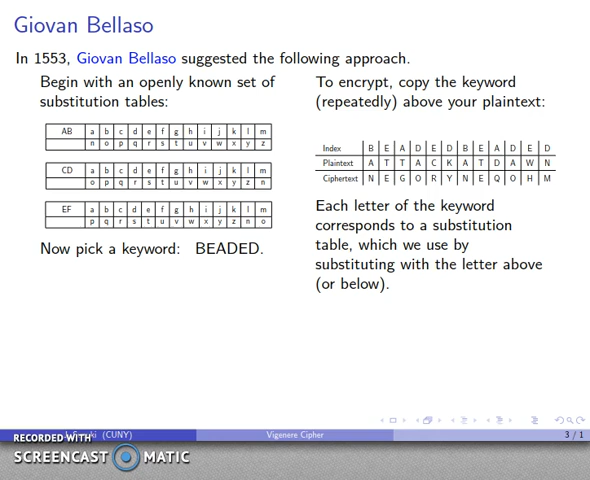 Giovan Bellaso
In 1553, Giovan Bellaso suggested the following approach.
Begin with an openly known set of
substitution tables:
AB a b c d e f g h i j k l m
n o p q r s t u v w x y z
CD a b c d e f g h i j k l m
o p q r s t u v w x y z n
EF a b c d e f g h i j k l m
p q r s t u v w x y z n o
Now pick a keyword: BEADED.
To encrypt, copy the keyword
(repeatedly) above your plaintext:
Index B E A D E D B E A D E D
Plaintext A T T A C K A T D A W N
Ciphertext N E G O R Y N E Q O H M
Each letter of the keyword
corresponds to a substitution
table, which we use by
substituting with the letter above
(or below).
(CUNY) Vigenere Cipher 3 / 1
RECORDED WITH
SCREENCAST MATIC